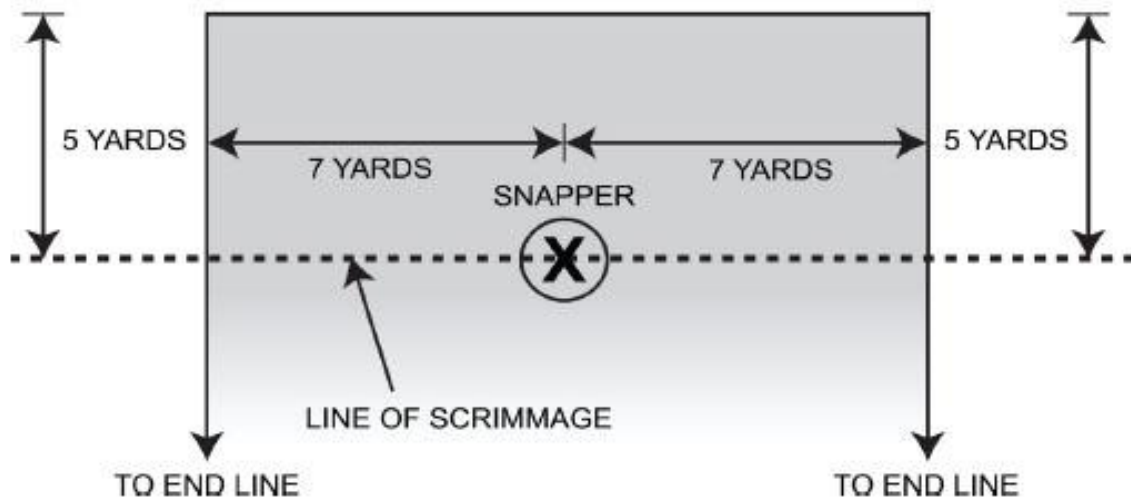 5 YARDS
7 YARDS
7 YARDS
5 YARDS
SNAPPER
X
LINE OF SCRIMMAGE
TO END LINE
TO END LINE